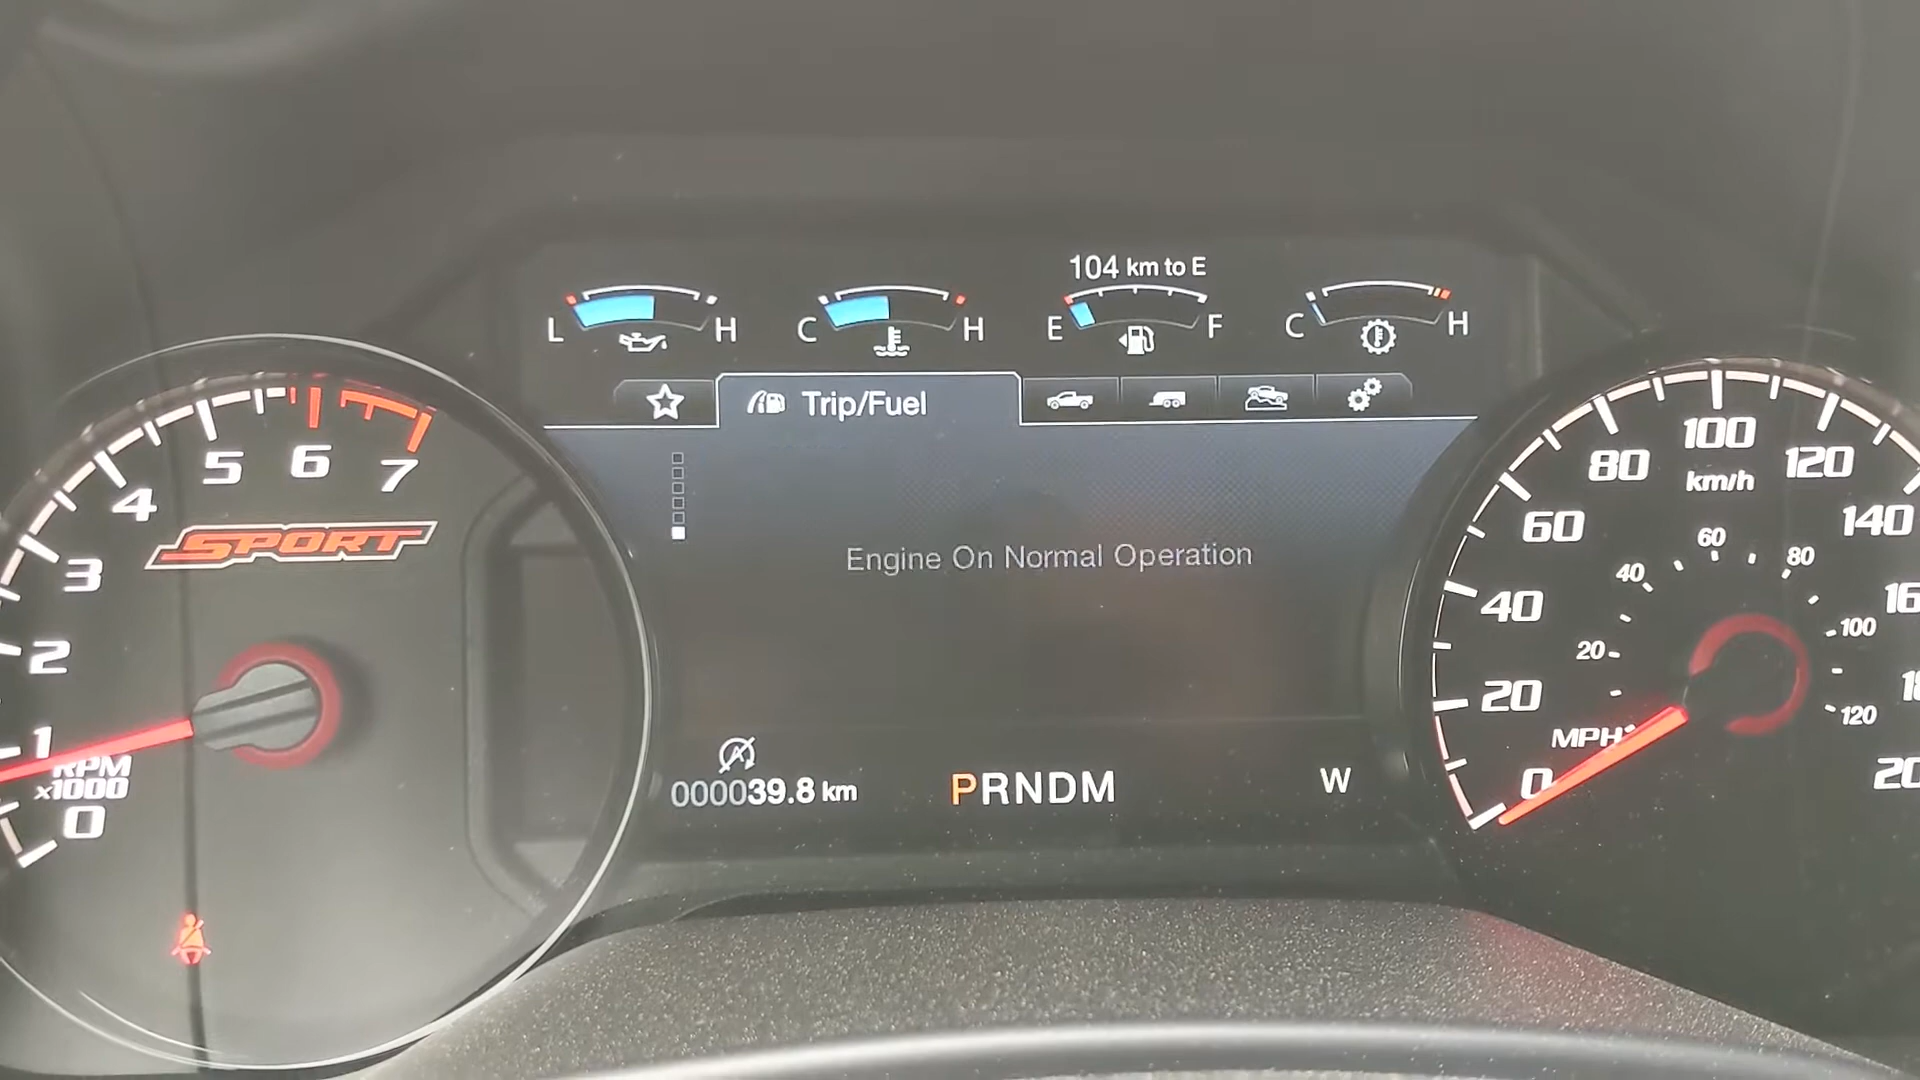 104 km to E
L H
C H
E F
C H
Trip/Fuel
Engine On Normal Operation
A
000039.8 km
PRNDM
W
0
1
2
3
4
5
6
7
SPORT
RPM
x1000
0
20
40
60
80
100
120
140
km/h
20
40
60
80
100
120
MPH